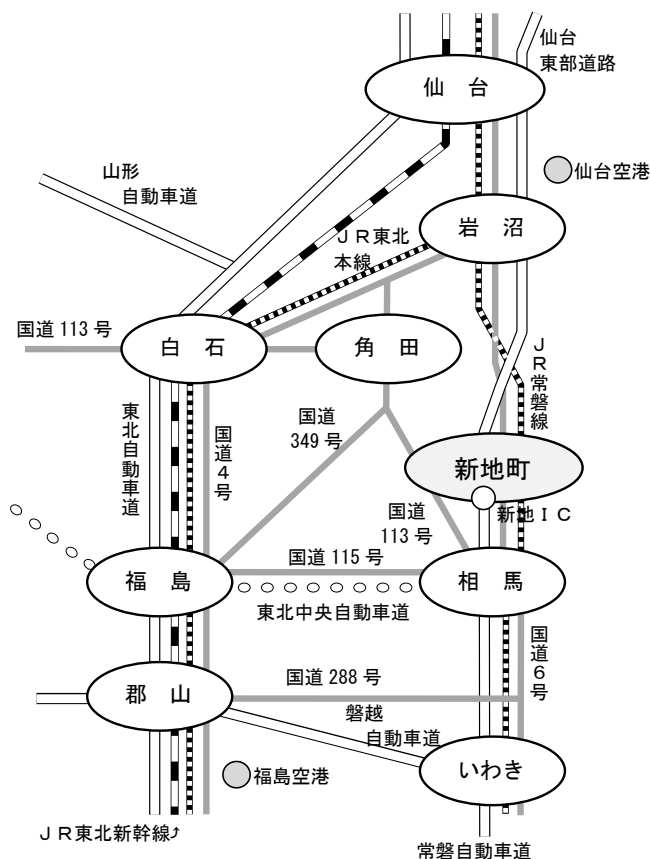 仙台
東部道路
仙　台
山形
自動車道
仙台空港
岩　沼
ＪＲ東北
本線
国道 113 号
白　石
角　田
ＪＲ常磐線
東北自動車道
国道４号
国道
349 号
新地町
新地ＩＣ
国道
113 号
国道 115 号
福　島
相　馬
東北中央自動車道
国道６号
国道 288 号
郡　山
磐越
自動車道
いわき
福島空港
ＪＲ東北新幹線⤴
常磐自動車道